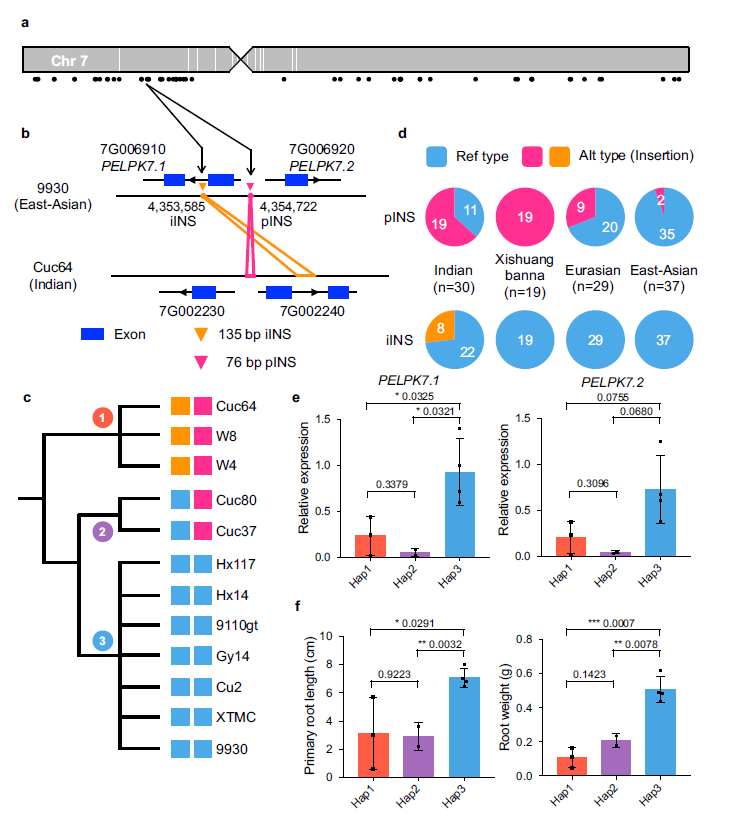 a
Chr 7
b
7G006910
PELPK7.1
7G006920
PELPK7.2
9930
(East-Asian)
4,353,585
iINS
4,354,722
pINS
Cuc64
(Indian)
7G002230
7G002240
Exon
135 bp iINS
76 bp pINS
d
Ref type
Alt type (Insertion)
pINS
19
11
19
9
20
2
35
Indian
(n=30)
Xishuang
banna
(n=19)
Eurasian
(n=29)
East-Asian
(n=37)
iINS
8
22
19
29
37
c
1
2
3
Cuc64
W8
W4
Cuc80
Cuc37
Hx117
Hx14
9110gt
Gy14
Cu2
XTMC
9930
e
PELPK7.1
Relative expression
1.5
1.0
0.5
0.0
* 0.0325
* 0.0321
0.3379
Hap1
Hap2
Hap3
PELPK7.2
Relative expression
1.5
1.0
0.5
0.0
0.0755
0.0680
0.3096
Hap1
Hap2
Hap3
f
Primary root length (cm)
10
8
6
4
2
0
* 0.0291
** 0.0032
0.9223
Hap1
Hap2
Hap3
Root weight (g)
0.8
0.6
0.4
0.2
0.0
*** 0.0007
** 0.0078
0.1423
Hap1
Hap2
Hap3